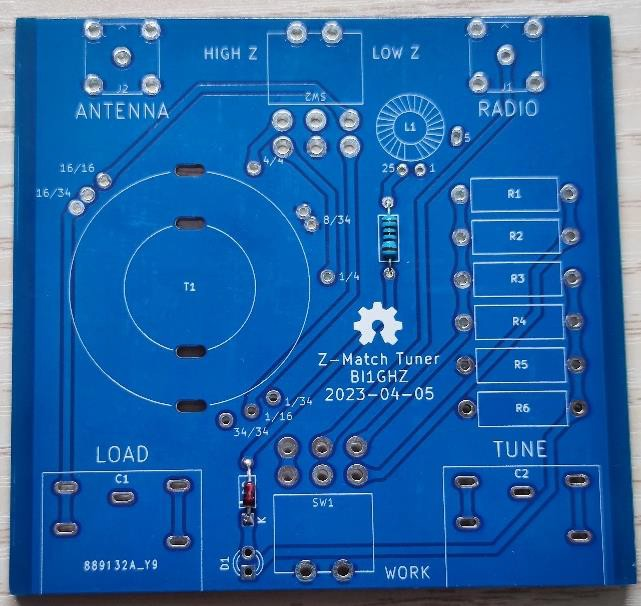 J2
ANTENNA
HIGH Z
LOW Z
SW2
J1
RADIO
L1
5
25
1
4/4
16/16
16/34
8/34
1/4
T1
R1
R2
R3
R4
R5
R6
Z-Match Tuner
BI1GHZ
2023-04-05
1/34
1/16
34/34
LOAD
C1
889132A_Y9
K
D1
SW1
WORK
TUNE
C2